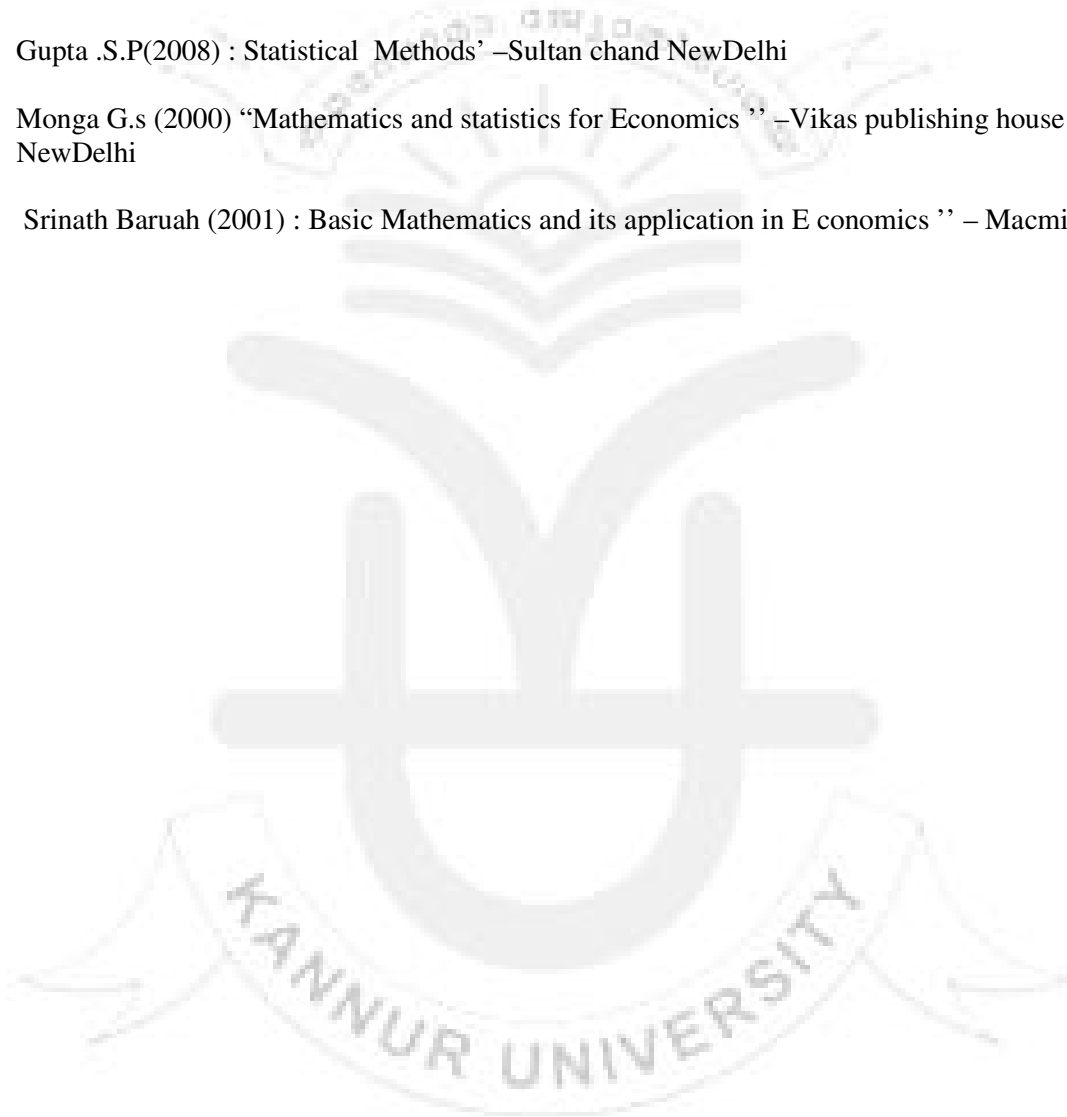 Gupta .S.P(2008) : Statistical  Methods’ –Sultan chand NewDelhi
Monga G.s (2000) “Mathematics and statistics for Economics ’’ –Vikas publishing house
NewDelhi
Srinath Baruah (2001) : Basic Mathematics and its application in E conomics ’’ – Macmi
KANNUR UNIVERSITY